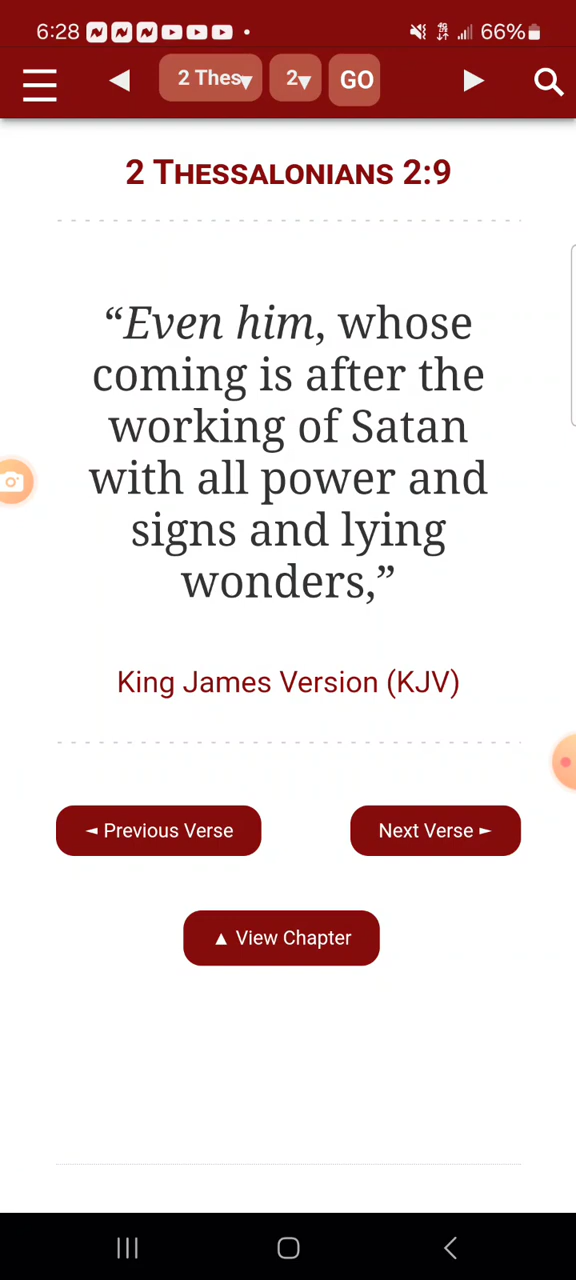 6:28 66%
2 Thes 2 GO
2 THESSALONIANS 2:9
“Even him, whose
coming is after the
working of Satan
with all power and
signs and lying
wonders,”
King James Version (KJV)
◄ Previous Verse Next Verse ►
▲ View Chapter